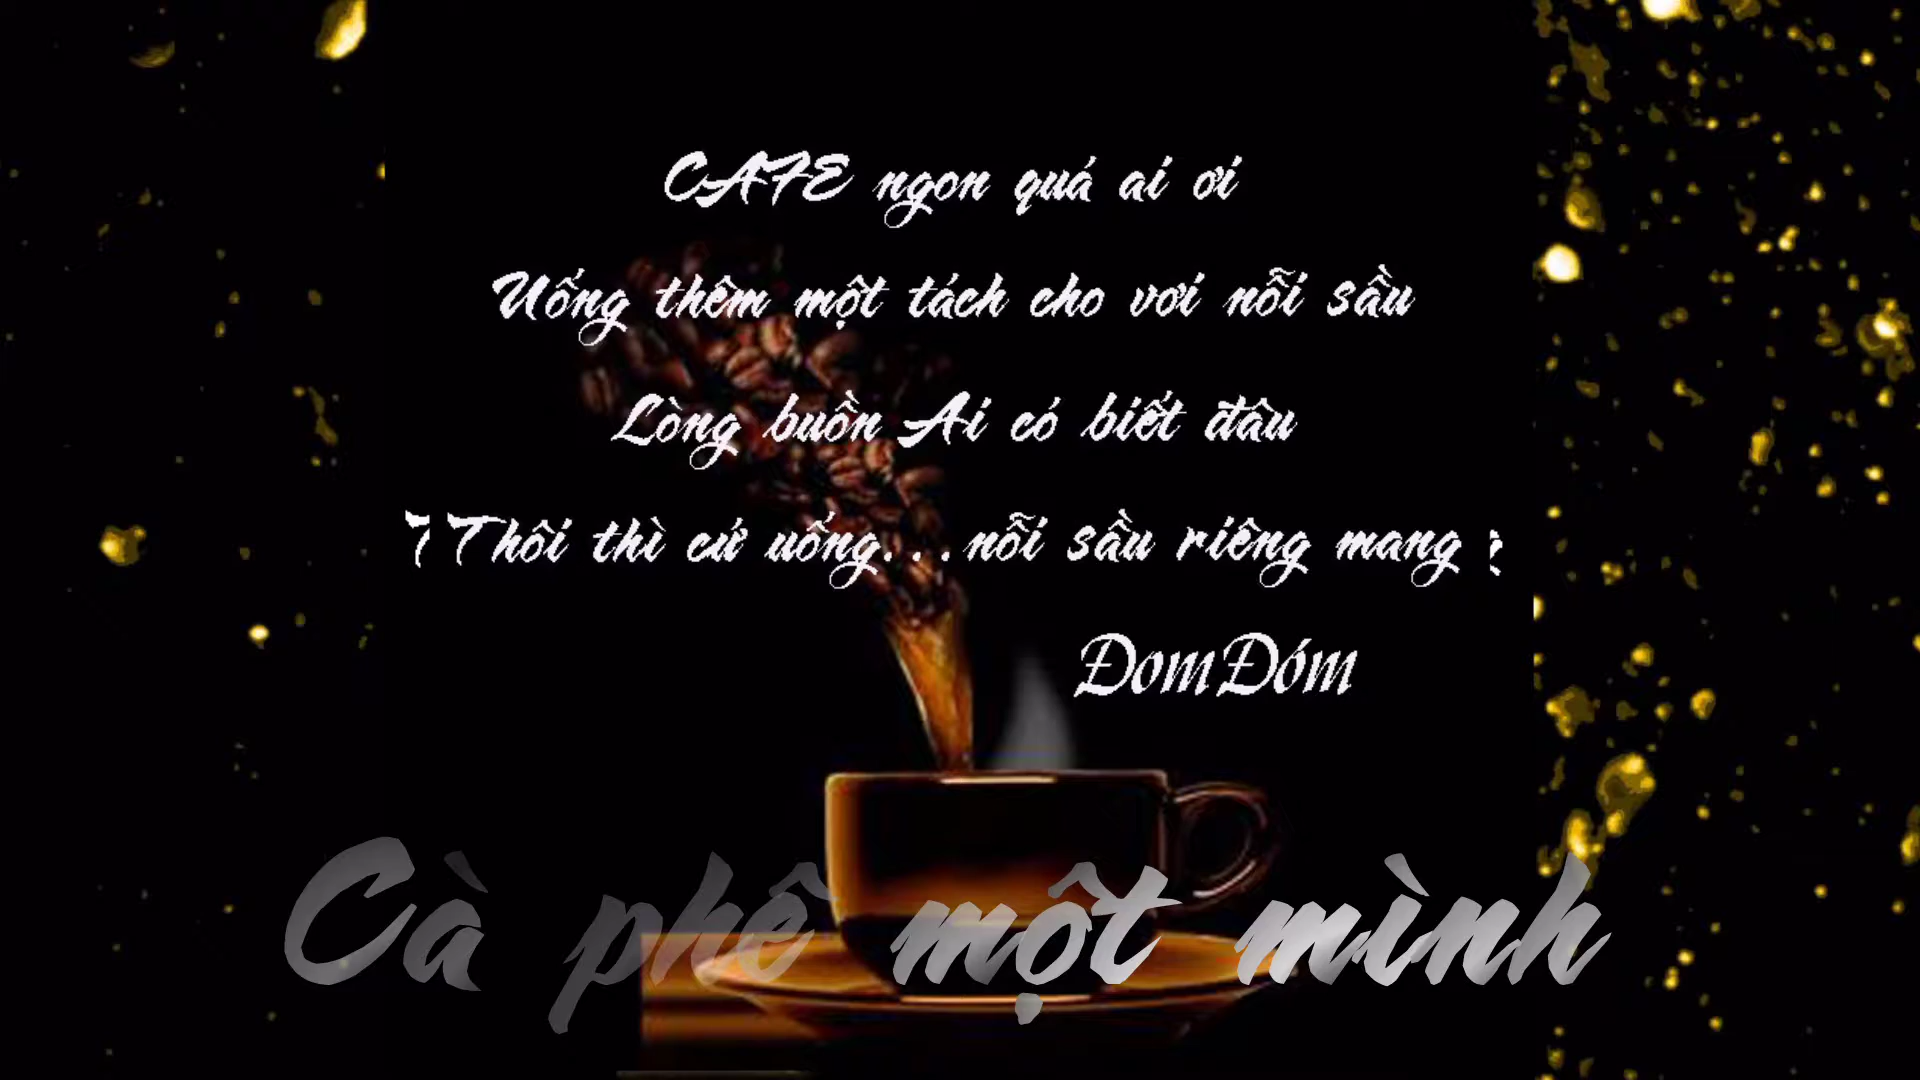 CAFE ngon quá ai ơi
Uống thêm một tách cho vơi nỗi sầu
Lòng buồn Ai có biết đâu
Thôi thì cứ uống...nỗi sầu riêng mang
ĐomĐóm
Cà phê một mình